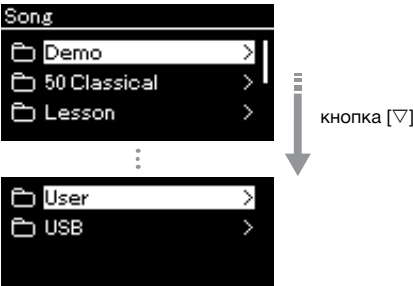 Song
Demo
50 Classical
Lesson
кнопка [▽]
User
USB